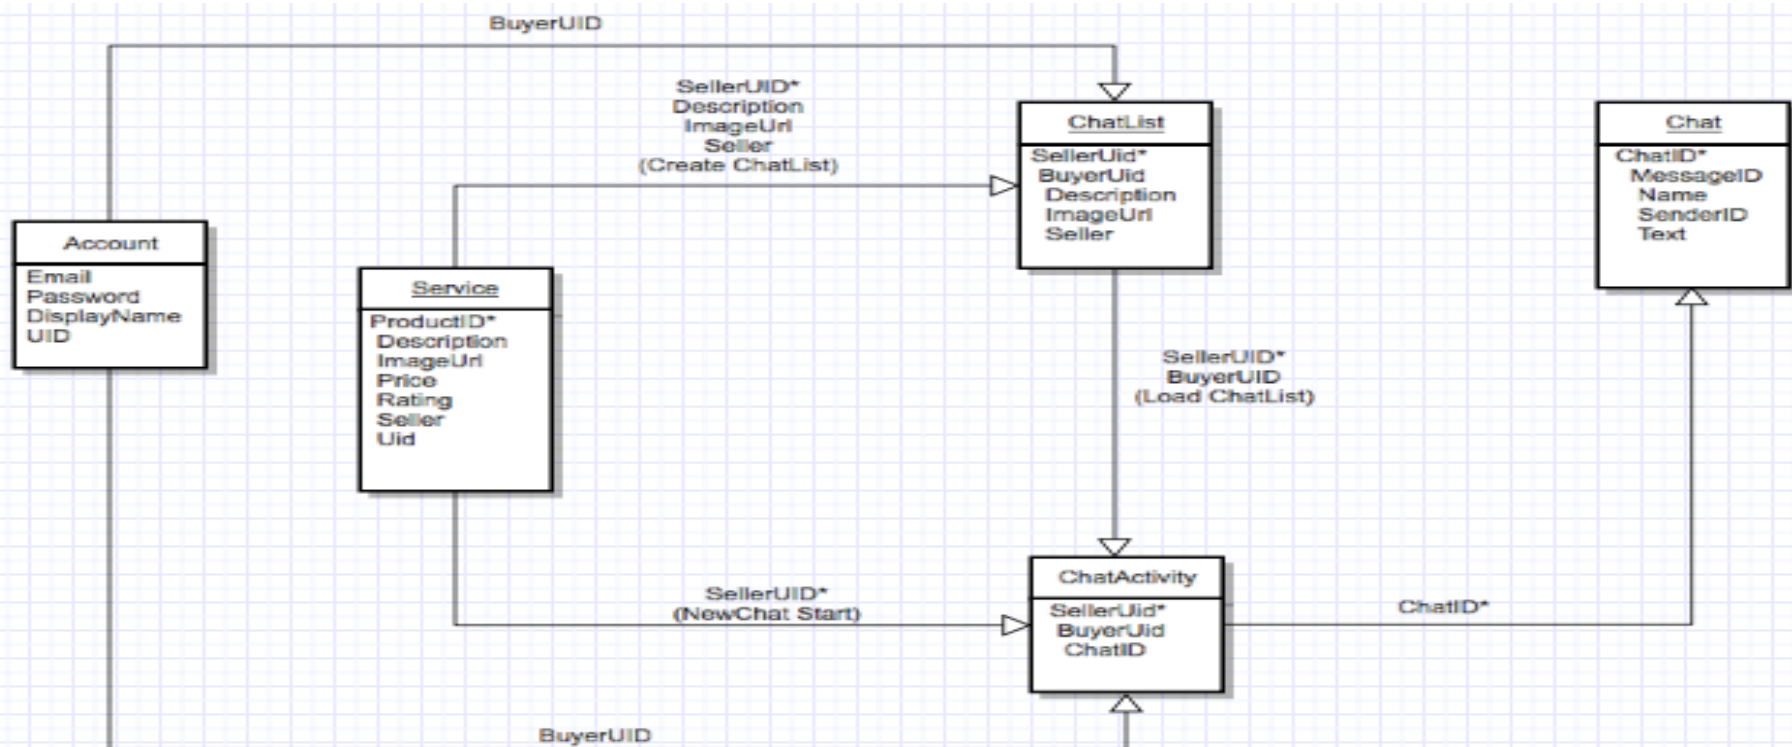 BuyerUID
SellerUID*
Description
ImageUrl
Seller
(Create ChatList)
ChatList
SellerUid*
BuyerUid
Description
ImageUrl
Seller
Chat
ChatID*
MessageID
Name
SenderID
Text
Account
Email
Password
DisplayName
UID
Service
ProductID*
Description
ImageUrl
Price
Rating
Seller
Uid
SellerUID*
BuyerUID
(Load ChatList)
SellerUID*
(NewChat Start)
ChatActivity
SellerUid*
BuyerUid
ChatID
ChatID*
BuyerUID